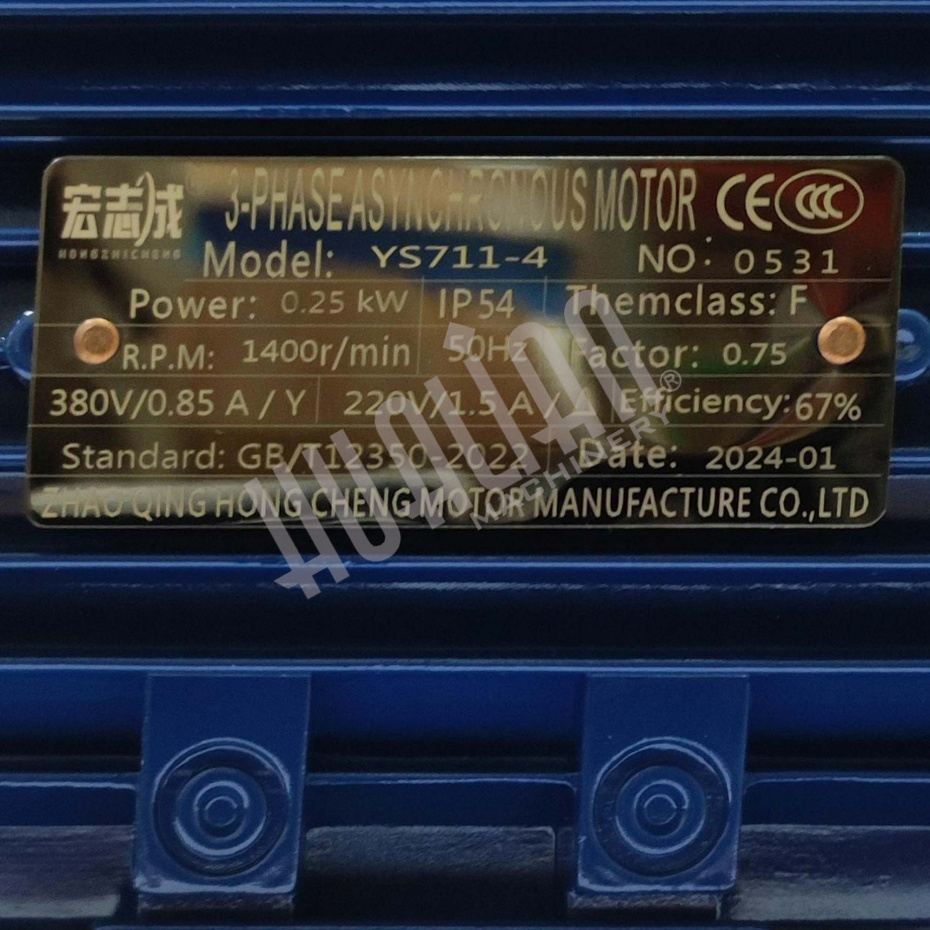 宏志成 3-PHASE ASYNCHRONOUS MOTOR CE CCC
HONGZHICHENG
Model: YS711-4 NO: 0531
Power: 0.25 kW IP54 Themclass: F
R.P.M: 1400r/min 50Hz Factor: 0.75
380V/0.85 A / Y 220V/1.5 A / Δ Efficiency: 67%
Standard: GB/T12350-2022 Date: 2024-01
ZHAO QING HONG CHENG MOTOR MANUFACTURE CO.,LTD
HUALIAN ®
MACHINERY